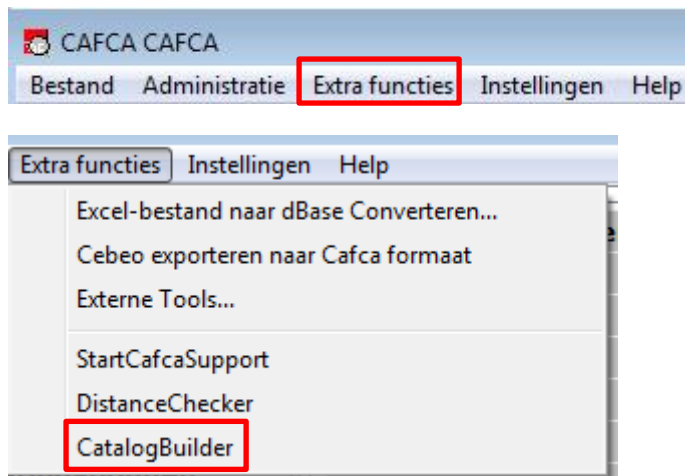 CAFCA CAFCA
Bestand Administratie Extra functies Instellingen Help
Extra functies Instellingen Help
Excel-bestand naar dBase Converteren...
Cebeo exporteren naar Cafca formaat
Externe Tools...
StartCafcaSupport
DistanceChecker
CatalogBuilder